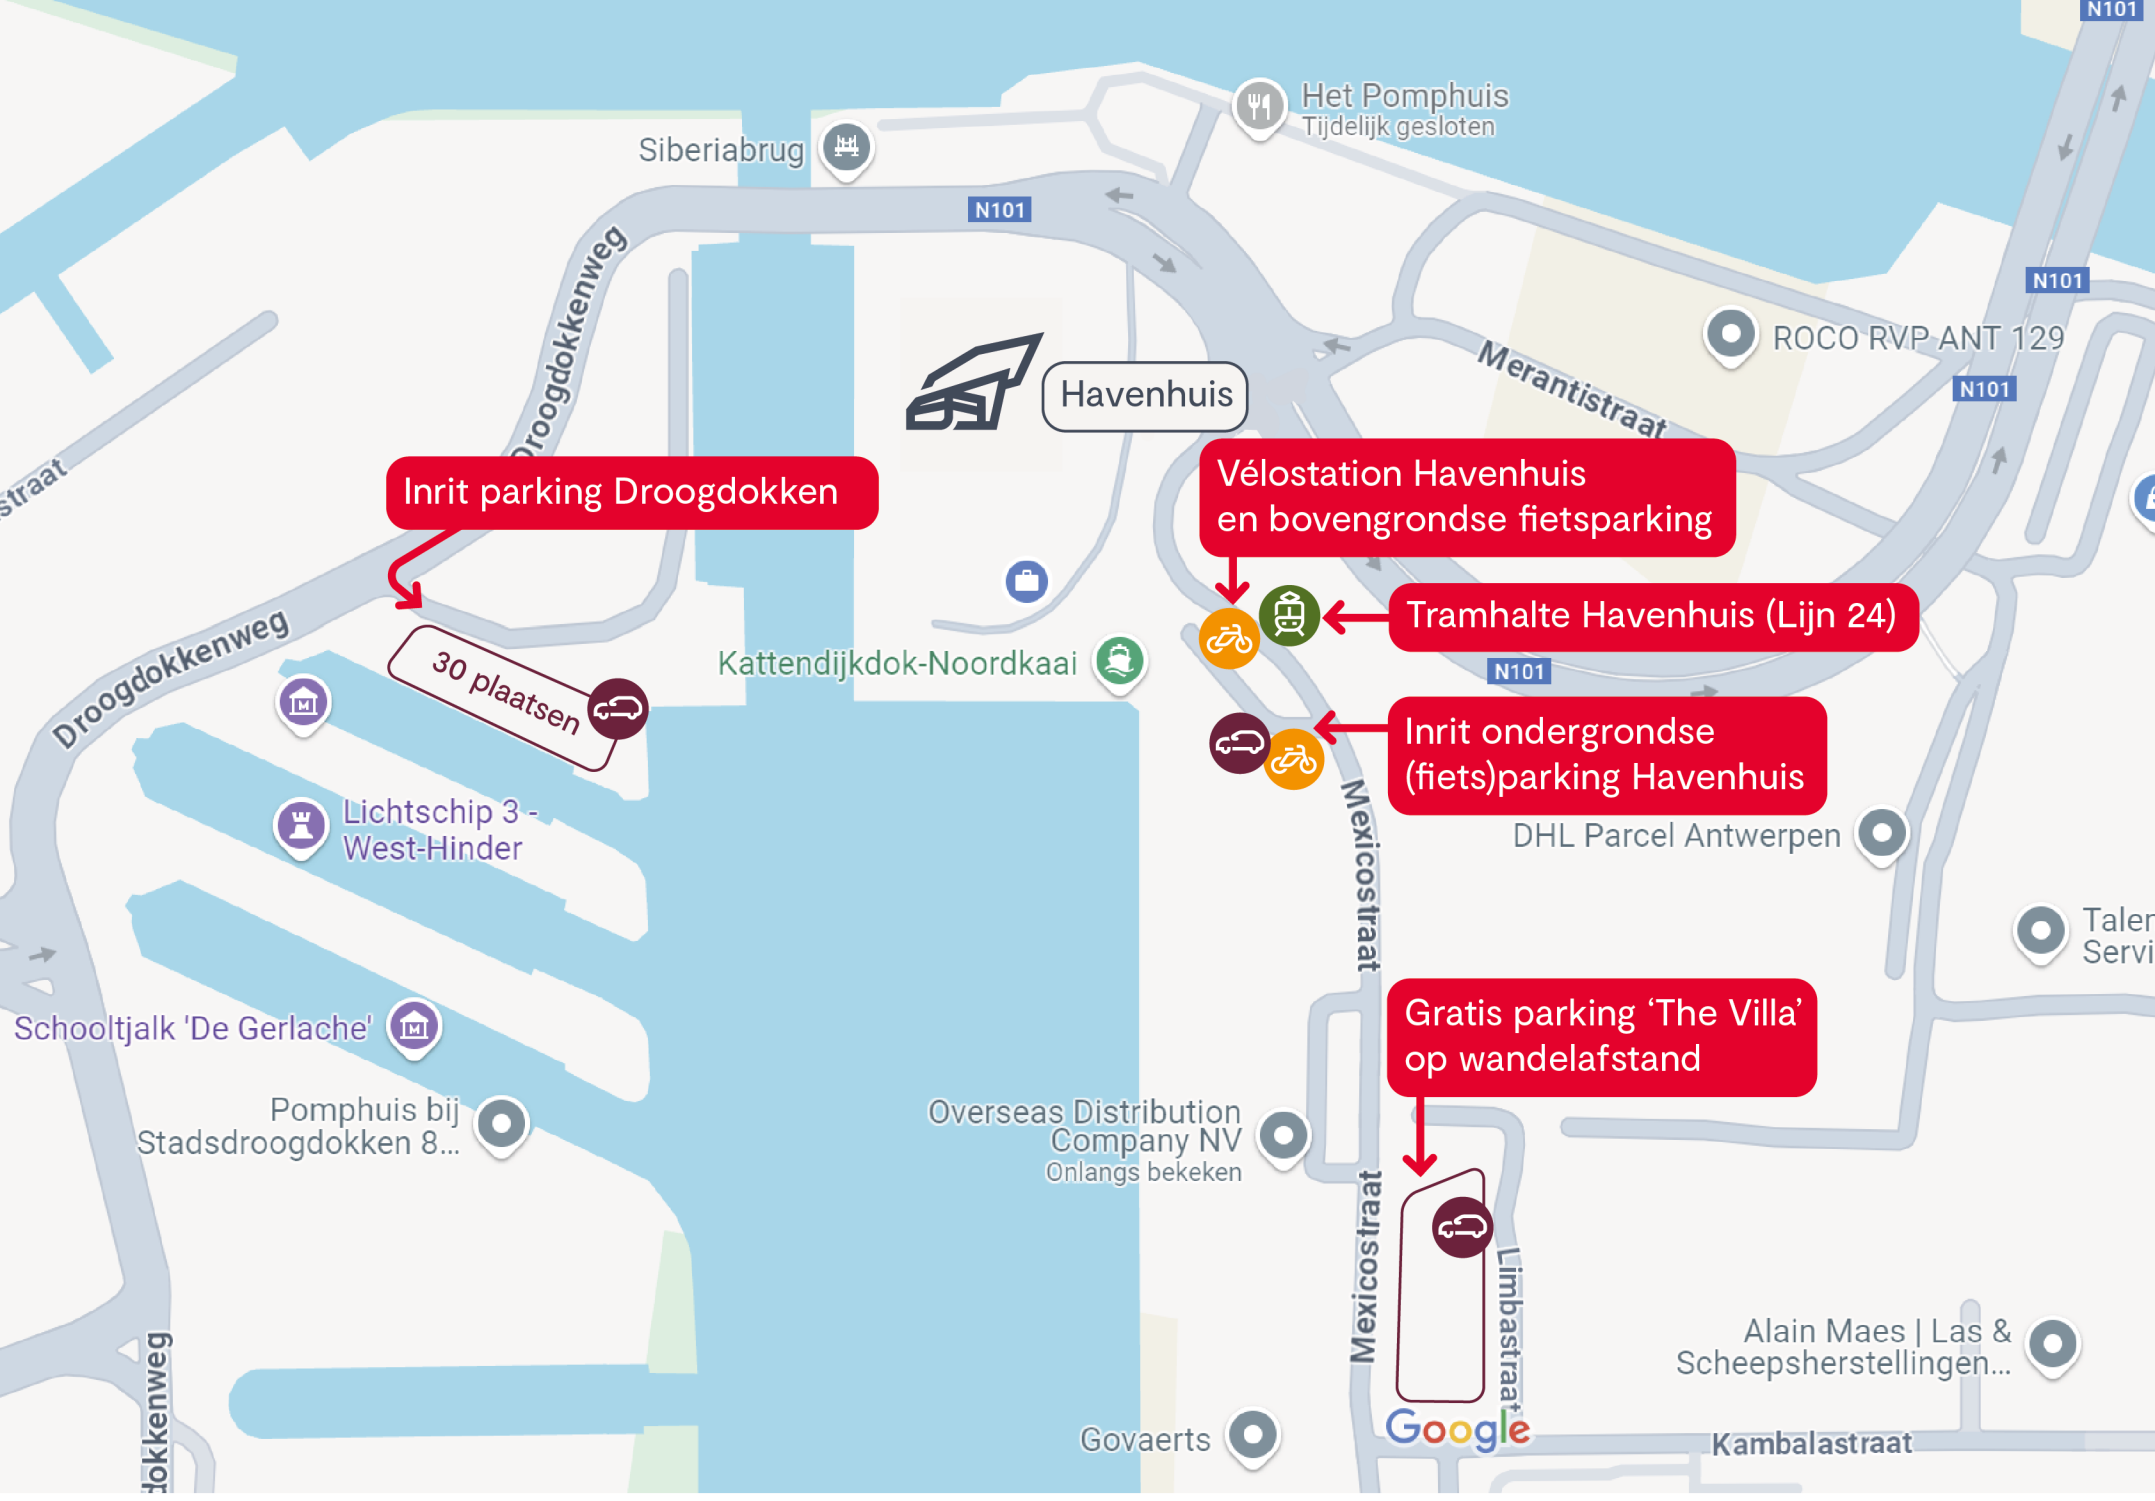 N101
Het Pomphuis
Tijdelijk gesloten
Siberiabrug
N101
N101
Droogdokkenweg
ROCO RVP ANT 129
Merantistraat
N101
Havenhuis
straat
Inrit parking Droogdokken
Vélostation Havenhuis
en bovengrondse fietsparking
Tramhalte Havenhuis (Lijn 24)
Droogdokkenweg
30 plaatsen
Kattendijkdok-Noordkaai
N101
Inrit ondergrondse
(fiets)parking Havenhuis
Lichtschip 3 -
West-Hinder
Mexicostraat
DHL Parcel Antwerpen
Talen
Servi
Schooltjalk 'De Gerlache'
Gratis parking ‘The Villa’
op wandelafstand
Pomphuis bij
Stadsdroogdokken 8...
Overseas Distribution
Company NV
Onlangs bekeken
Mexicostraat
Limbastraat
Alain Maes | Las &
Scheepsherstellingen...
dokkenweg
Govaerts
Google
Kambalastraat